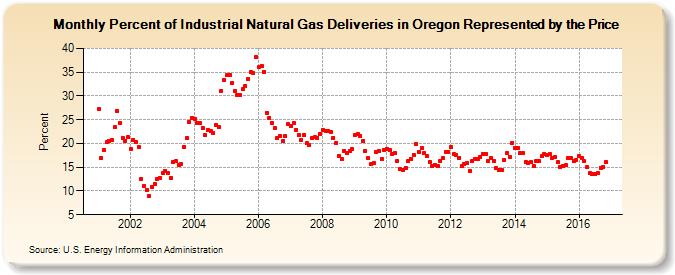 Monthly Percent of Industrial Natural Gas Deliveries in Oregon Represented by the Price
Percent
40
35
30
25
20
15
10
5
2002 2004 2006 2008 2010 2012 2014 2016
Source: U.S. Energy Information Administration